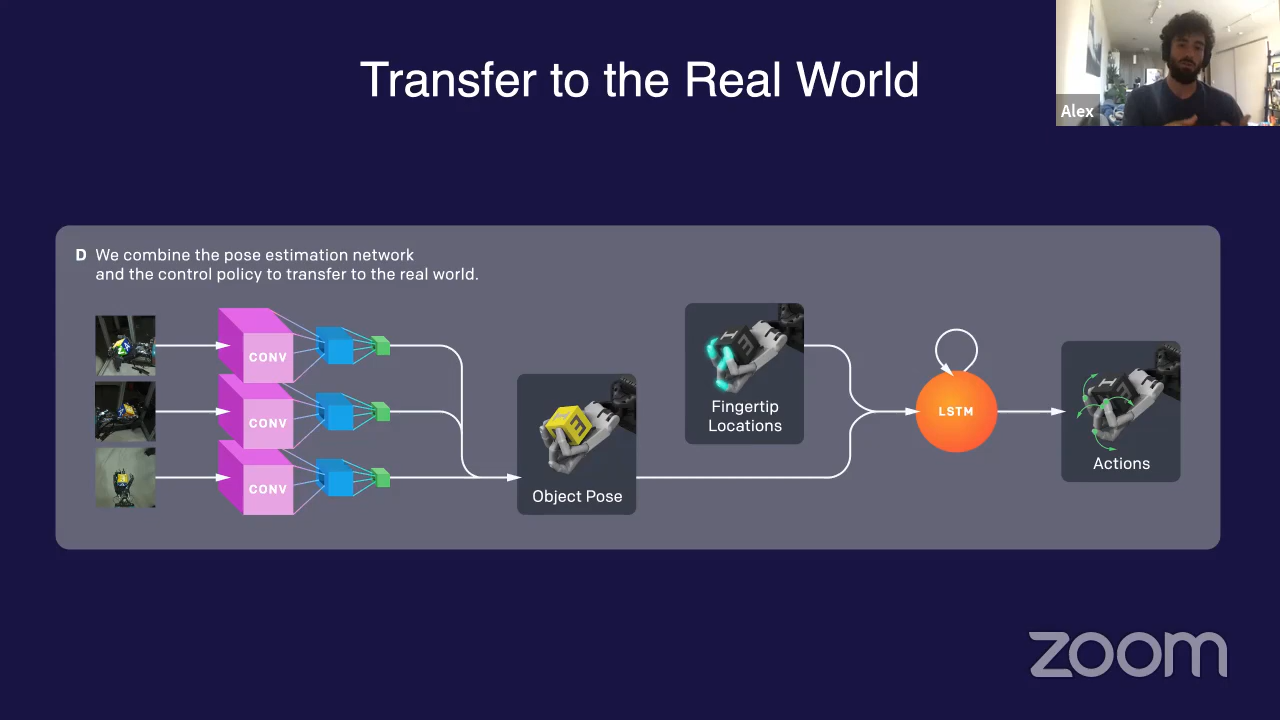 Transfer to the Real World
Alex
D We combine the pose estimation network
and the control policy to transfer to the real world.
CONV
CONV
CONV
Object Pose
Fingertip
Locations
LSTM
Actions
zoom